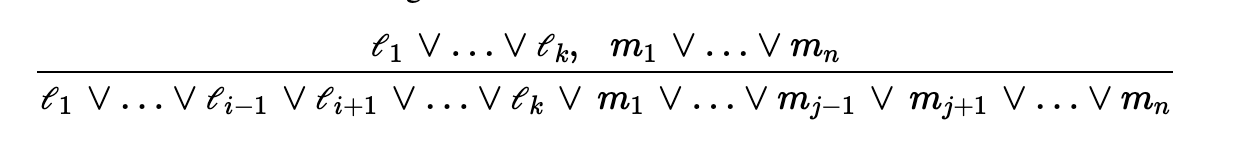 ℓ₁ ∨ … ∨ ℓₖ, m₁ ∨ … ∨ mₙ
ℓ₁ ∨ … ∨ ℓᵢ₋₁ ∨ ℓᵢ₊₁ ∨ … ∨ ℓₖ ∨ m₁ ∨ … ∨ mⱼ₋₁ ∨ mⱼ₊₁ ∨ … ∨ mₙ